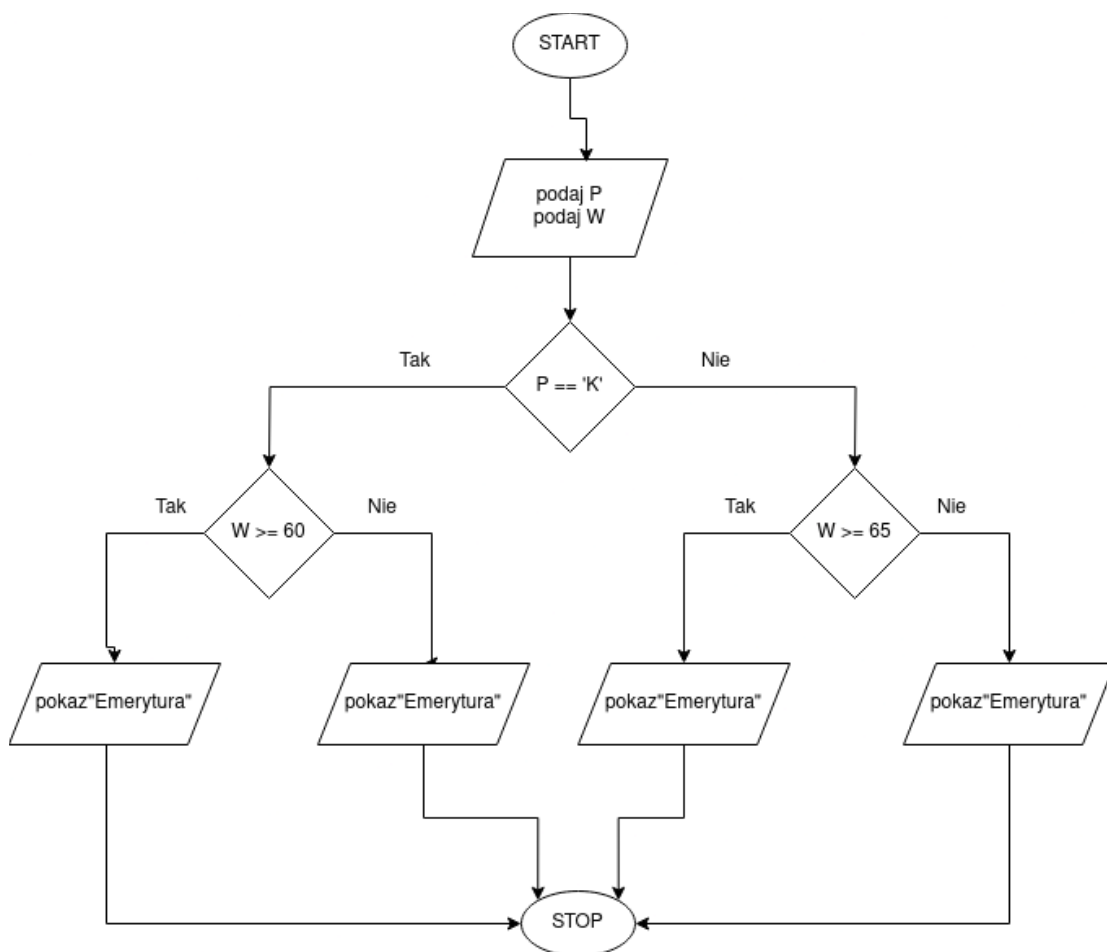 START
podaj P
podaj W
Tak
Nie
P == 'K'
Tak
Nie
Tak
Nie
W >= 60
W >= 65
pokaz"Emerytura"
pokaz"Emerytura"
pokaz"Emerytura"
pokaz"Emerytura"
STOP